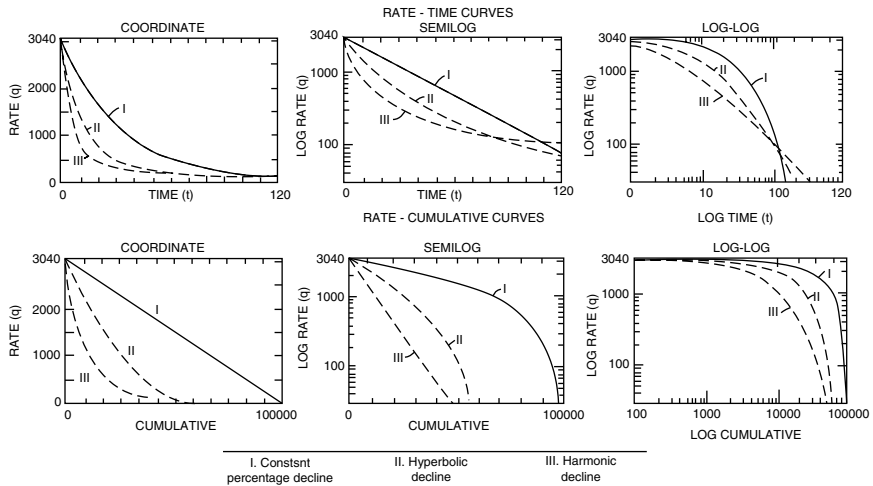 RATE - TIME CURVES
COORDINATE
SEMILOG
LOG-LOG
3040
2000
1000
0
RATE (q)
I
II
III
0
TIME (t)
120
3040
1000
100
LOG RATE (q)
I
II
III
0
TIME (t)
120
3040
1000
100
LOG RATE (q)
I
II
III
0
10
100
120
LOG TIME (t)
RATE - CUMULATIVE CURVES
COORDINATE
SEMILOG
LOG-LOG
3040
2000
1000
0
RATE (q)
I
II
III
0
100000
CUMULATIVE
3040
1000
100
LOG RATE (q)
I
II
III
0
100000
CUMULATIVE
3040
1000
100
LOG RATE (q)
I
II
III
100
1000
10000
100000
LOG CUMULATIVE
I. Constsnt
percentage decline
II. Hyperbolic
decline
III. Harmonic
decline